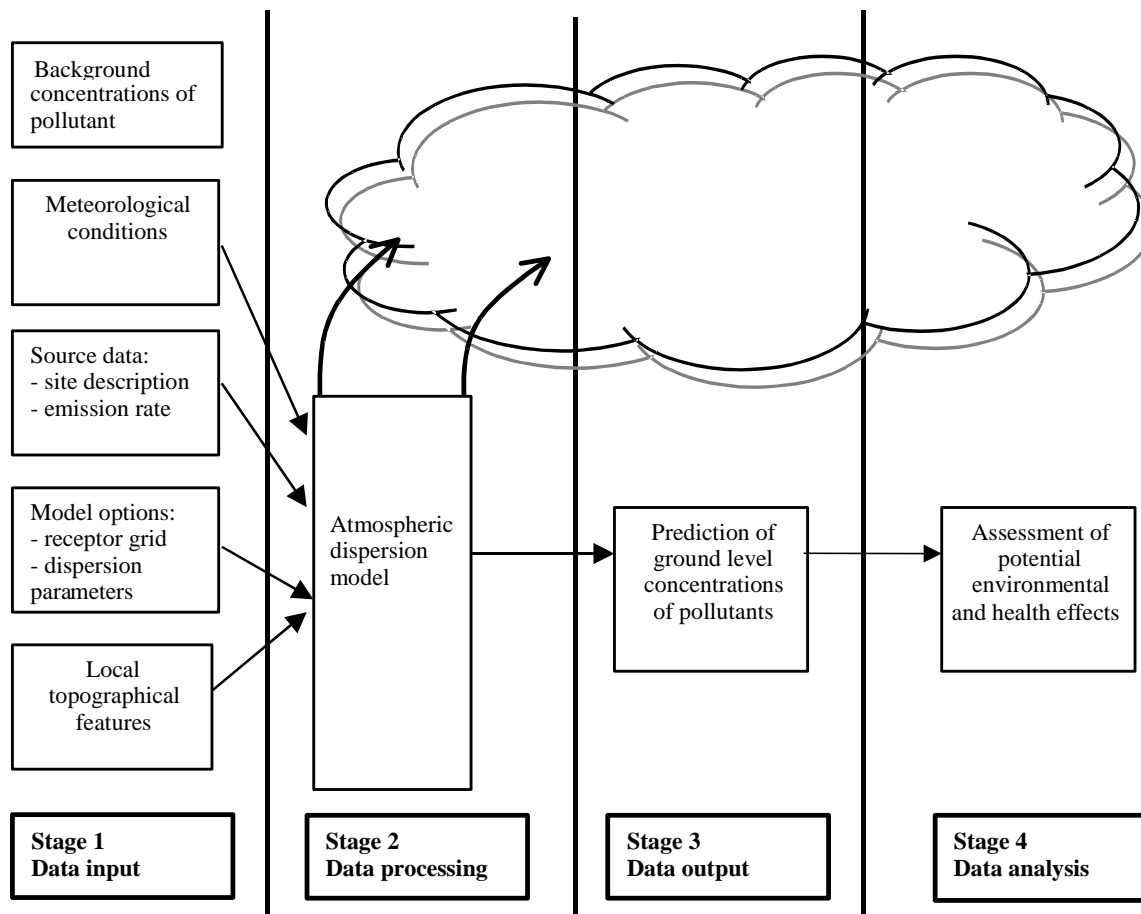 Background
concentrations of
pollutant
Meteorological
conditions
Source data:
- site description
- emission rate
Model options:
- receptor grid
- dispersion
parameters
Local
topographical
features
Atmospheric
dispersion
model
Prediction of
ground level
concentrations
of pollutants
Assessment of
potential
environmental
and health effects
Stage 1
Data input
Stage 2
Data processing
Stage 3
Data output
Stage 4
Data analysis